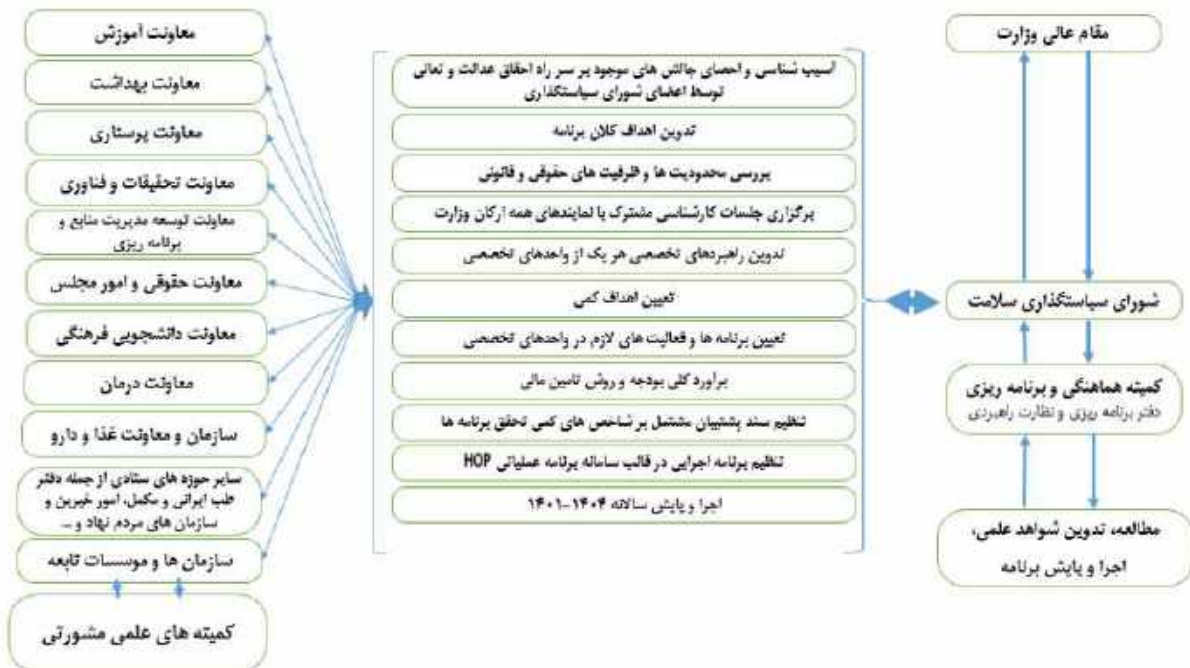 مقام عالی وزارت
شورای سیاستگذاری سلامت
کمیته هماهنگی و برنامه ریزی
دفتر برنامه ریزی و نظارت راهبردی
مطالعه، تدوین شواهد علمی،
اجرا و پایش برنامه
آسیب شناسی و احصای چالش های موجود بر سر راه احقاق عدالت و تعالی
توسط اعضای شورای سیاستگذاری
تدوین اهداف کلان برنامه
بررسی محدودیت ها و ظرفیت های حقوقی و قانونی
برگزاری جلسات کارشناسی مشترک با نمایندهای همه ارکان وزارت
تدوین راهبردهای تخصصی هر یک از واحدهای تخصصی
تعیین اهداف کمی
تعیین برنامه ها و فعالیت های لازم در واحدهای تخصصی
برآورد کلی بودجه و روش تامین مالی
تنظیم سند پشتیبان مشتمل بر شاخص های کمی تحقق برنامه ها
تنظیم برنامه اجرایی در قالب سامانه برنامه عملیاتی HOP
اجرا و پایش سالانه ۱۴۰۴-۱۴۰۱
معاونت آموزش
معاونت بهداشت
معاونت پرستاری
معاونت تحقیقات و فناوری
معاونت توسعه مدیریت منابع و
برنامه ریزی
معاونت حقوقی و امور مجلس
معاونت دانشجویی فرهنگی
معاونت درمان
سازمان و معاونت غذا و دارو
سایر حوزه های ستادی از جمله دفتر
طب ایرانی و مکمل، امور خیرین و
سازمان های مردم نهاد و ...
سازمان ها و موسسات تابعه
کمیته های علمی مشورتی